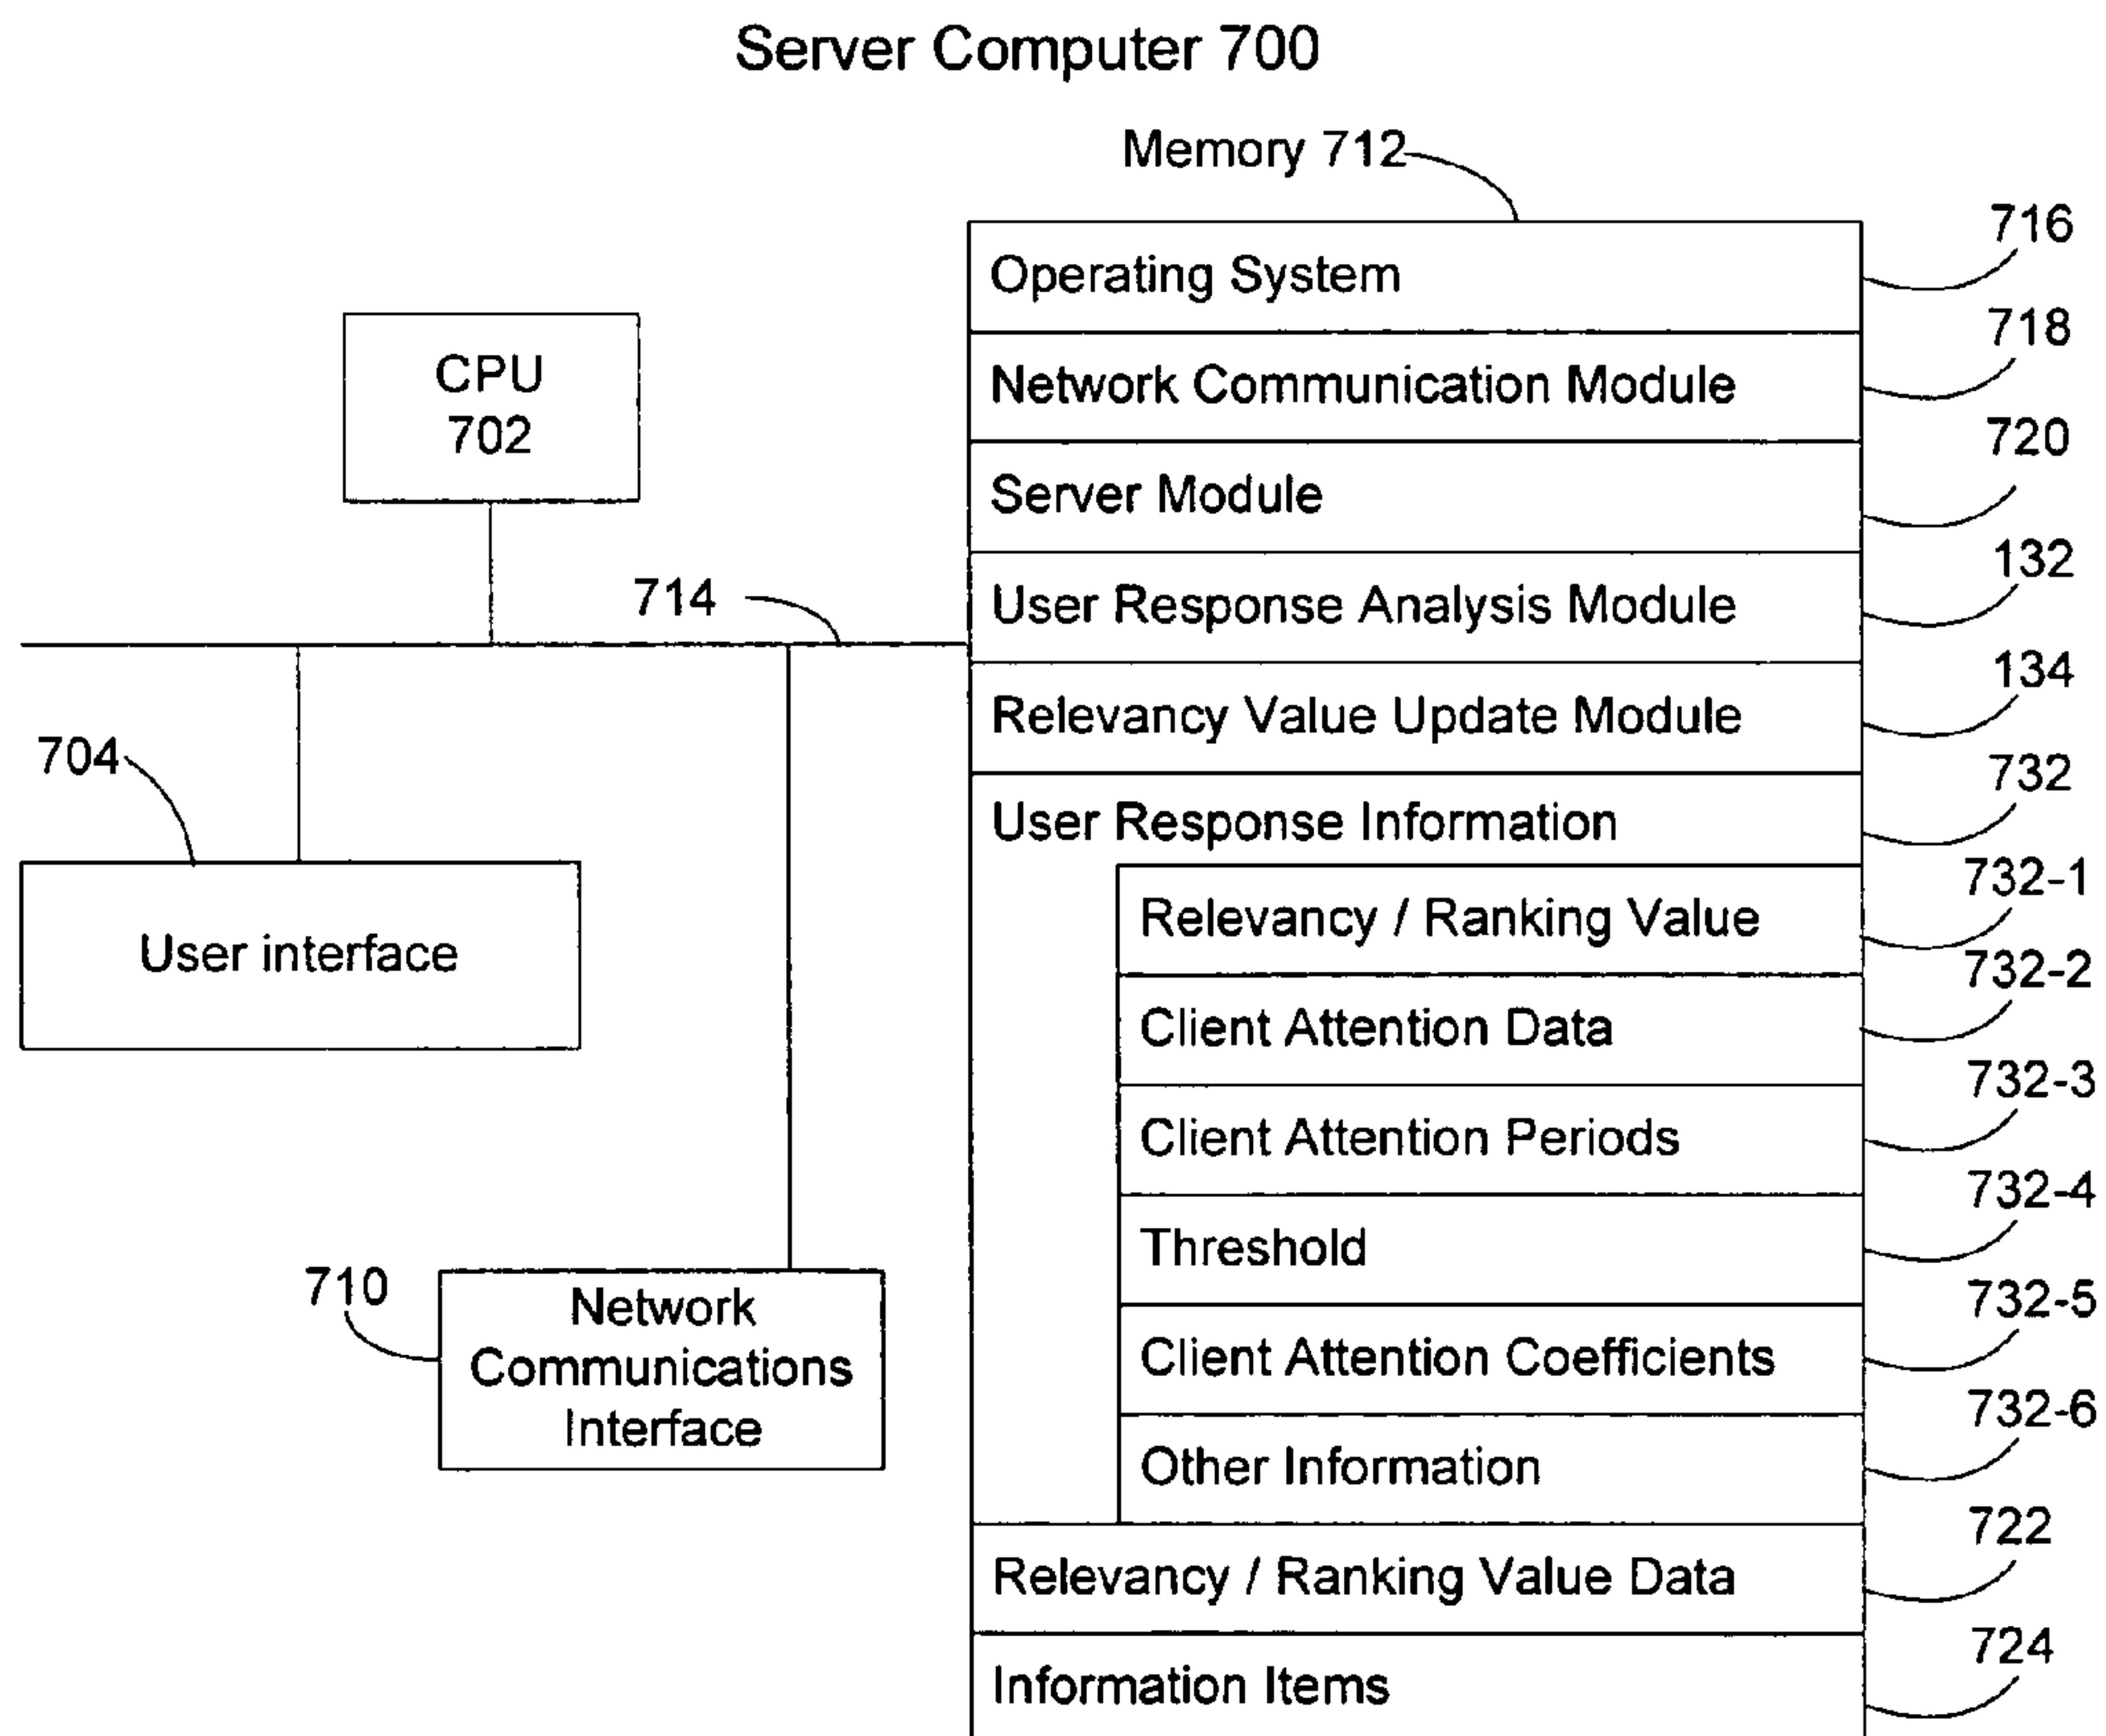 Server Computer 700
Memory 712
716
Operating System
718
Network Communication Module
720
Server Module
132
User Response Analysis Module
134
Relevancy Value Update Module
732
User Response Information
732-1
Relevancy / Ranking Value
732-2
Client Attention Data
732-3
Client Attention Periods
732-4
Threshold
732-5
Client Attention Coefficients
732-6
Other Information
722
Relevancy / Ranking Value Data
724
Information Items
CPU
702
714
704
User interface
710
Network
Communications
Interface